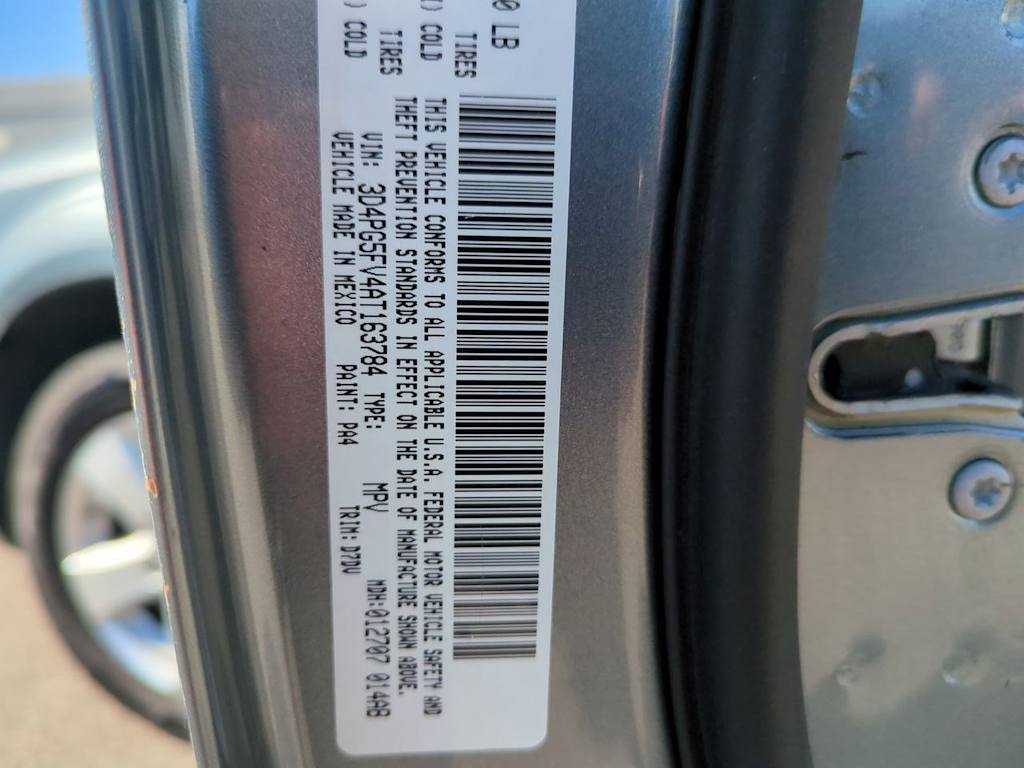 0 LB
TIRES
) COLD
TIRES
) COLD
THIS VEHICLE CONFORMS TO ALL APPLICABLE U.S.A. FEDERAL MOTOR VEHICLE SAFETY AND
THEFT PREVENTION STANDARDS IN EFFECT ON THE DATE OF MANUFACTURE SHOWN ABOVE.
VIN: 3D4PG5FV4AT163784 TYPE: MPV MDH:012707 014AB
VEHICLE MADE IN MEXICO PAINT: PA4 TRIM: D7DV